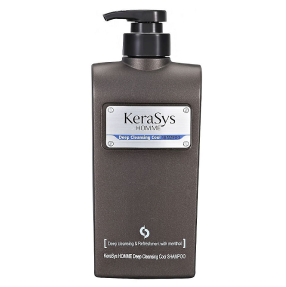 KeraSys
HOMME
Deep Cleansing Cool
[ Deep cleansing & Refreshment with menthol ]
KeraSys HOMME Deep Cleansing Cool SHAMPOO